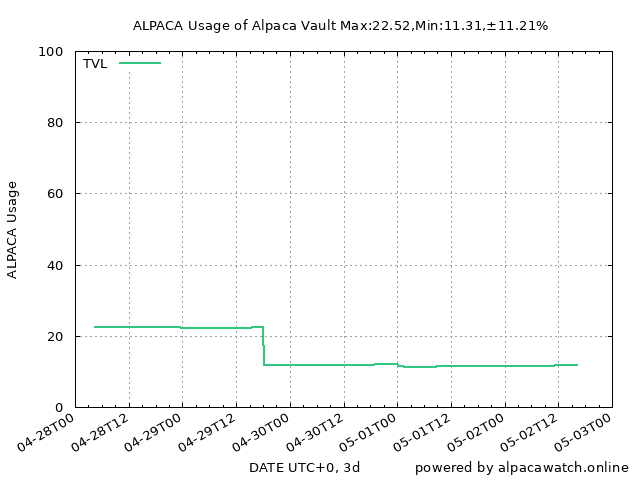 ALPACA Usage of Alpaca Vault Max:22.52,Min:11.31,±11.21%
TVL
100
80
60
40
20
0
ALPACA Usage
04-28T00
04-28T12
04-29T00
04-29T12
04-30T00
04-30T12
05-01T00
05-01T12
05-02T00
05-02T12
05-03T00
DATE UTC+0, 3d
powered by alpacawatch.online